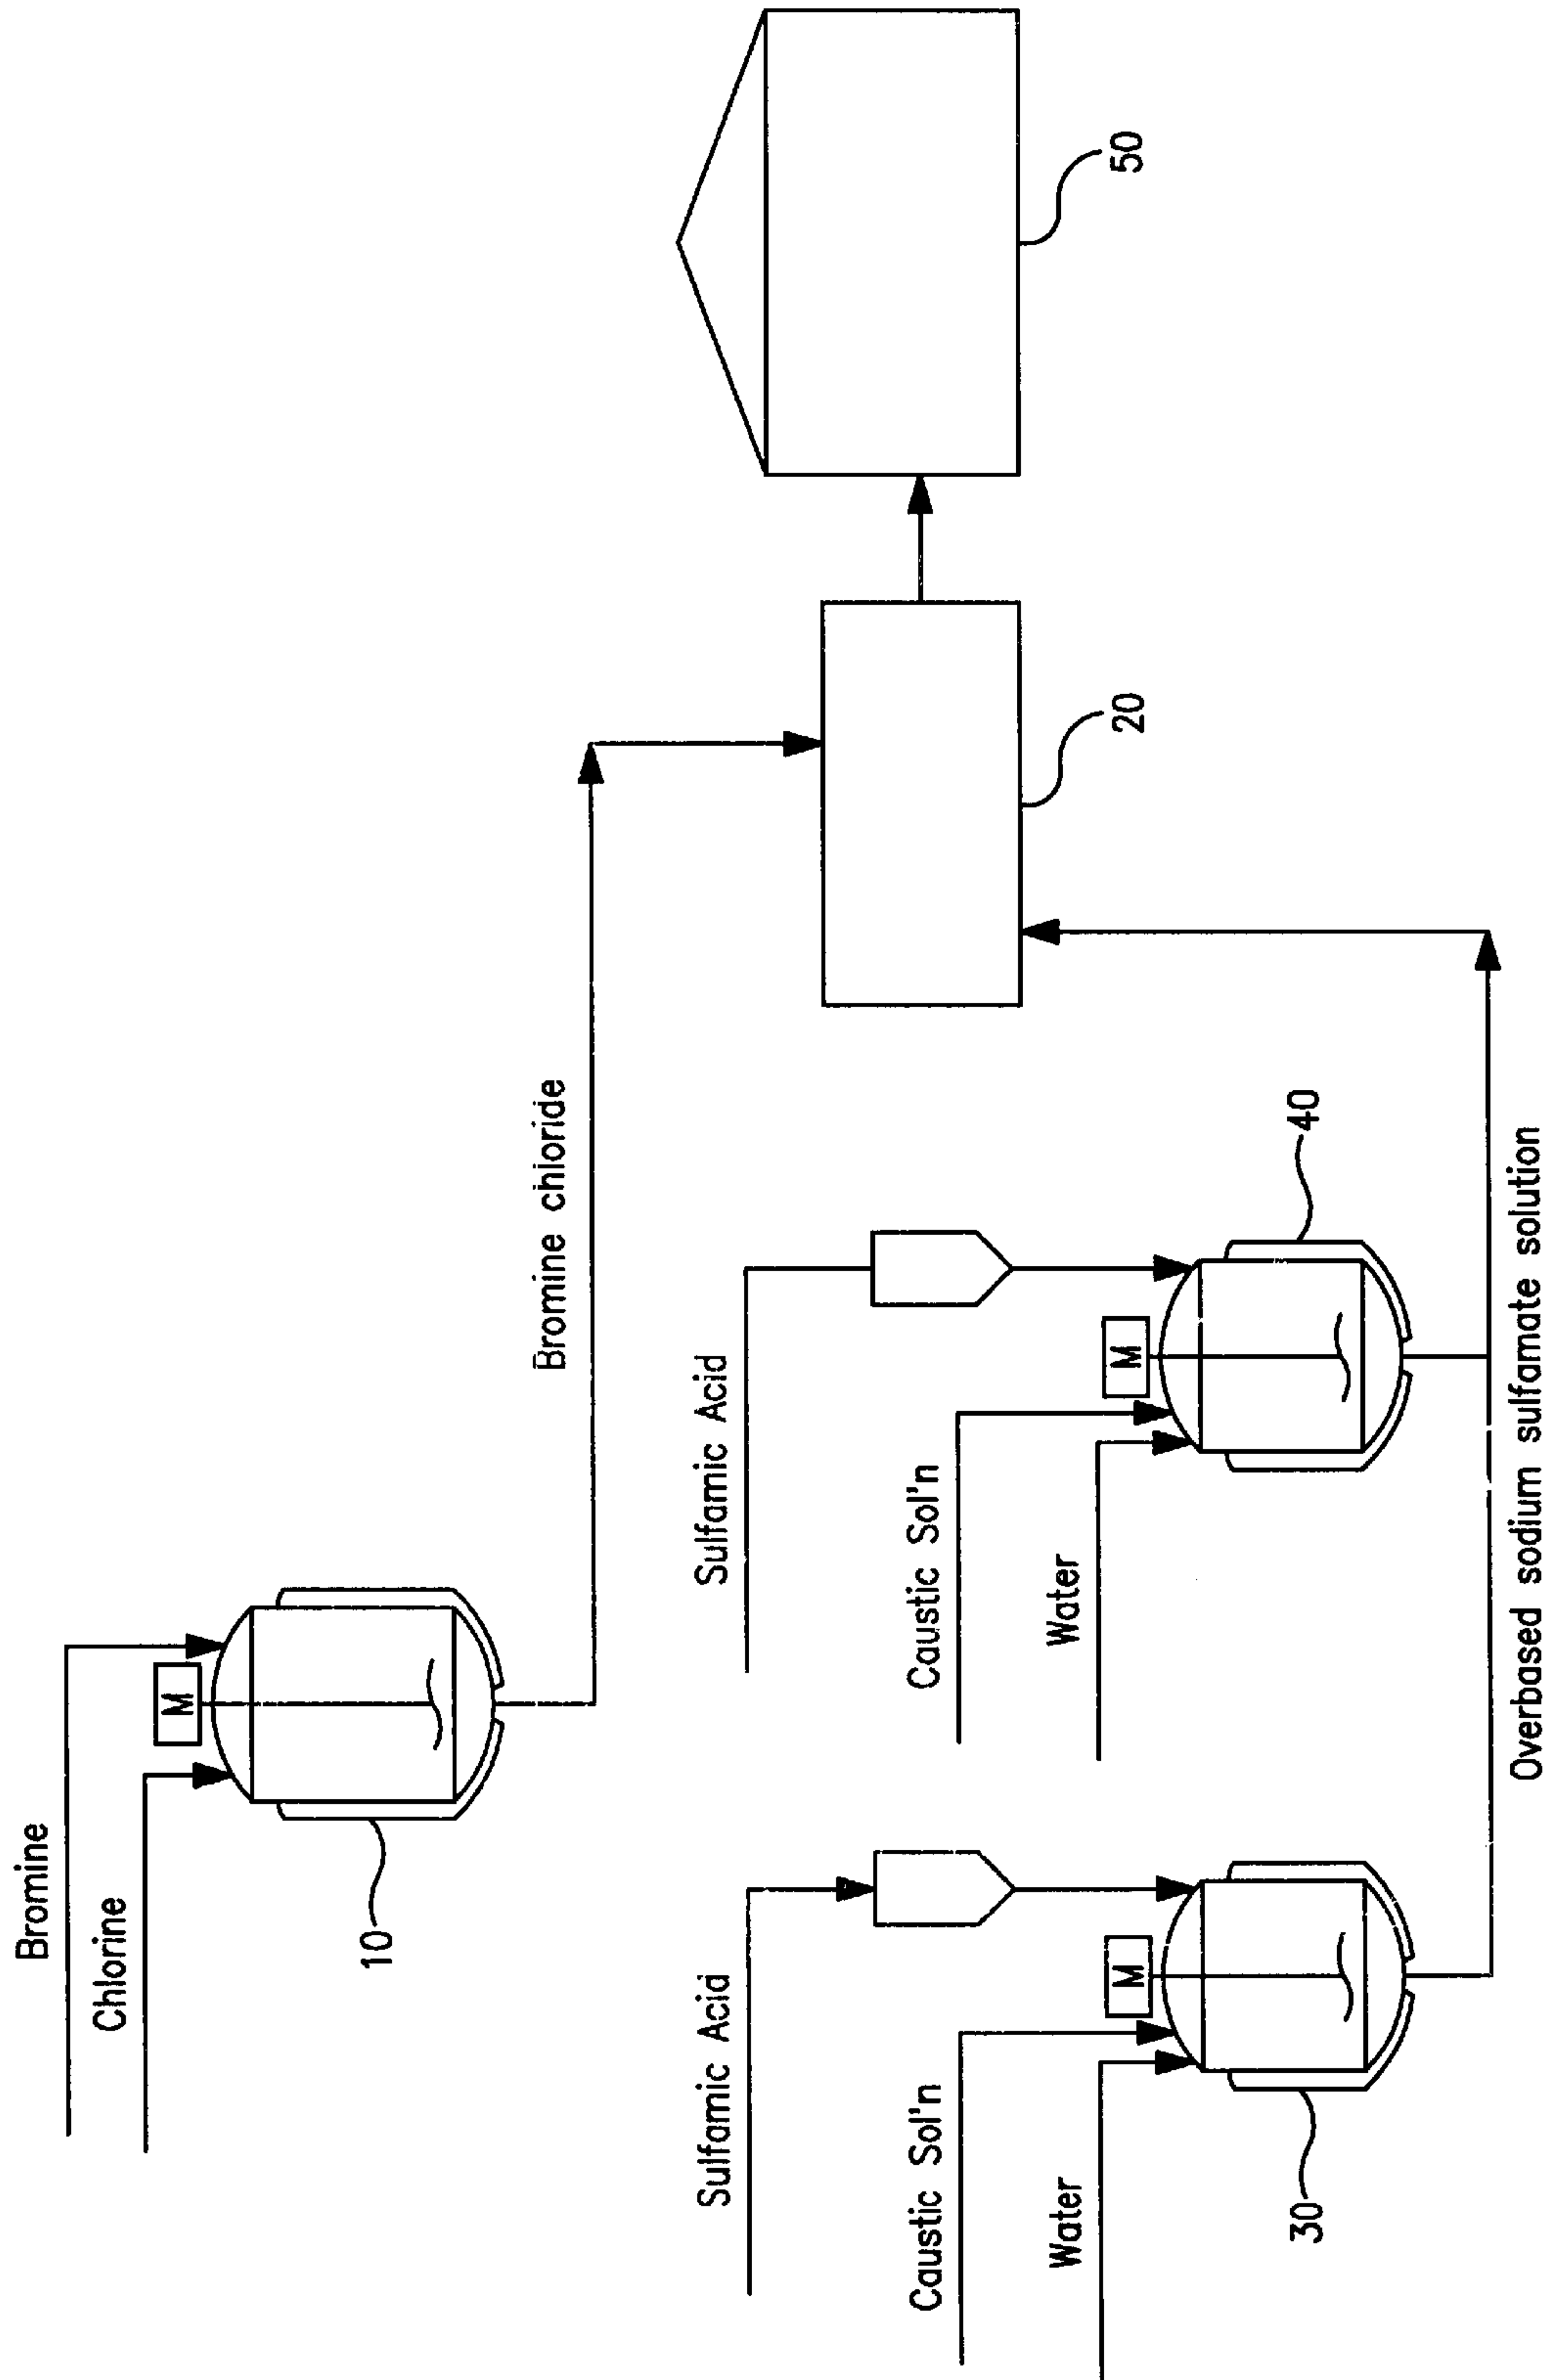 Bromine
Chlorine
M
10
Bromine chloride
Sulfamic Acid
Caustic Sol'n
Water
M
30
Sulfamic Acid
Caustic Sol'n
Water
M
40
Overbased sodium sulfamate solution
20
50